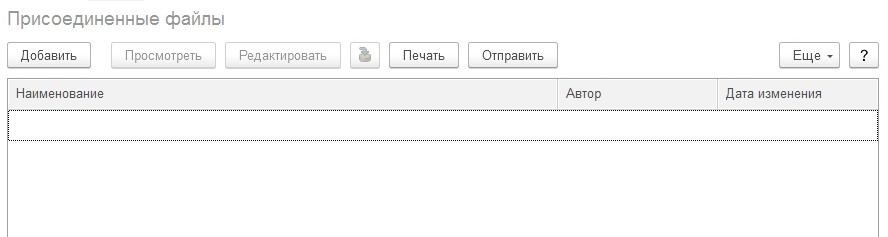 Присоединенные файлы
Добавить Просмотреть Редактировать Печать Отправить Еще ?
Наименование Автор Дата изменения